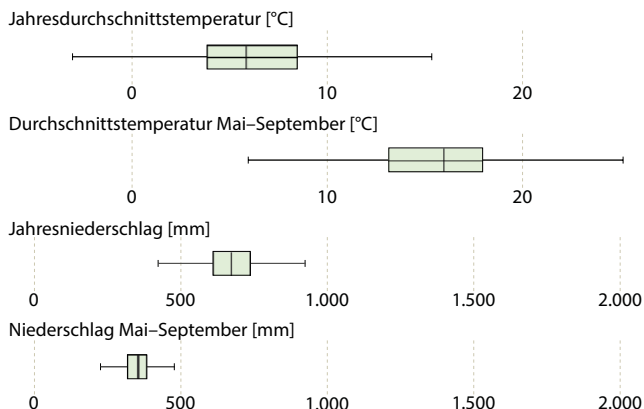 Jahresdurchschnittstemperatur [°C]
0 10 20
Durchschnittstemperatur Mai–September [°C]
0 10 20
Jahresniederschlag [mm]
0 500 1.000 1.500 2.000
Niederschlag Mai–September [mm]
0 500 1.000 1.500 2.000